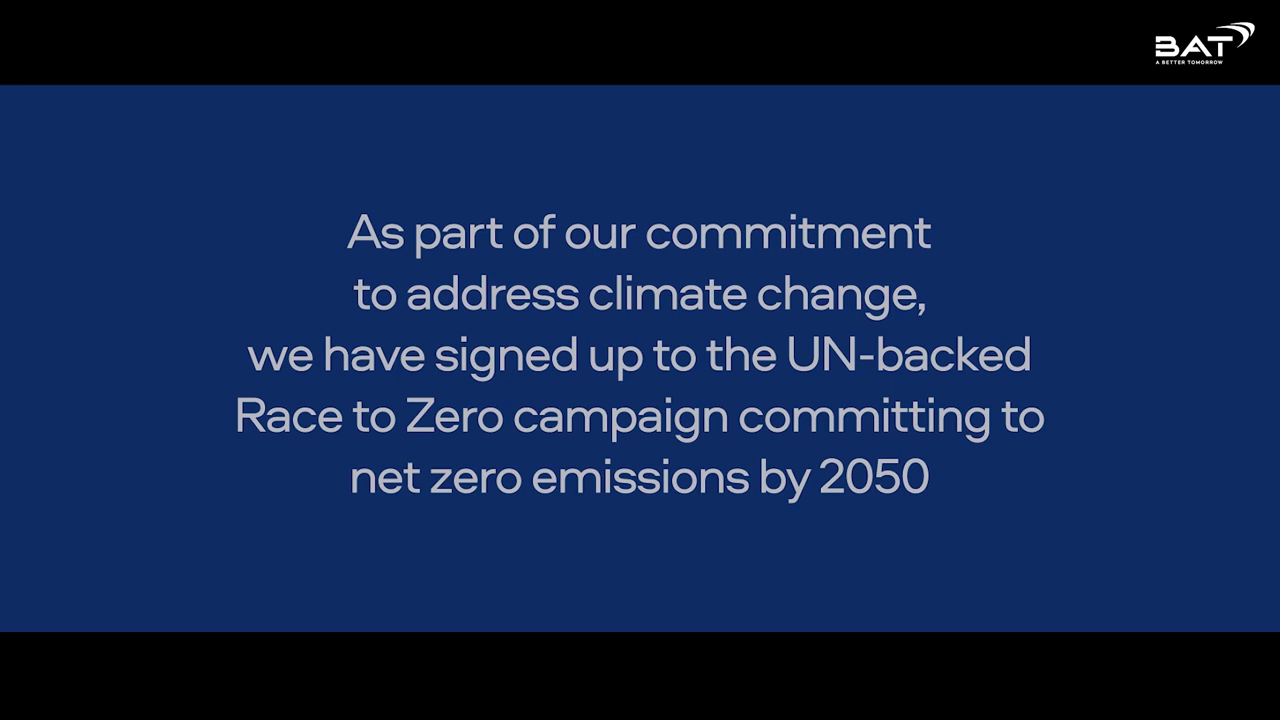 BAT
A BETTER TOMORROW
As part of our commitment
to address climate change,
we have signed up to the UN-backed
Race to Zero campaign committing to
net zero emissions by 2050